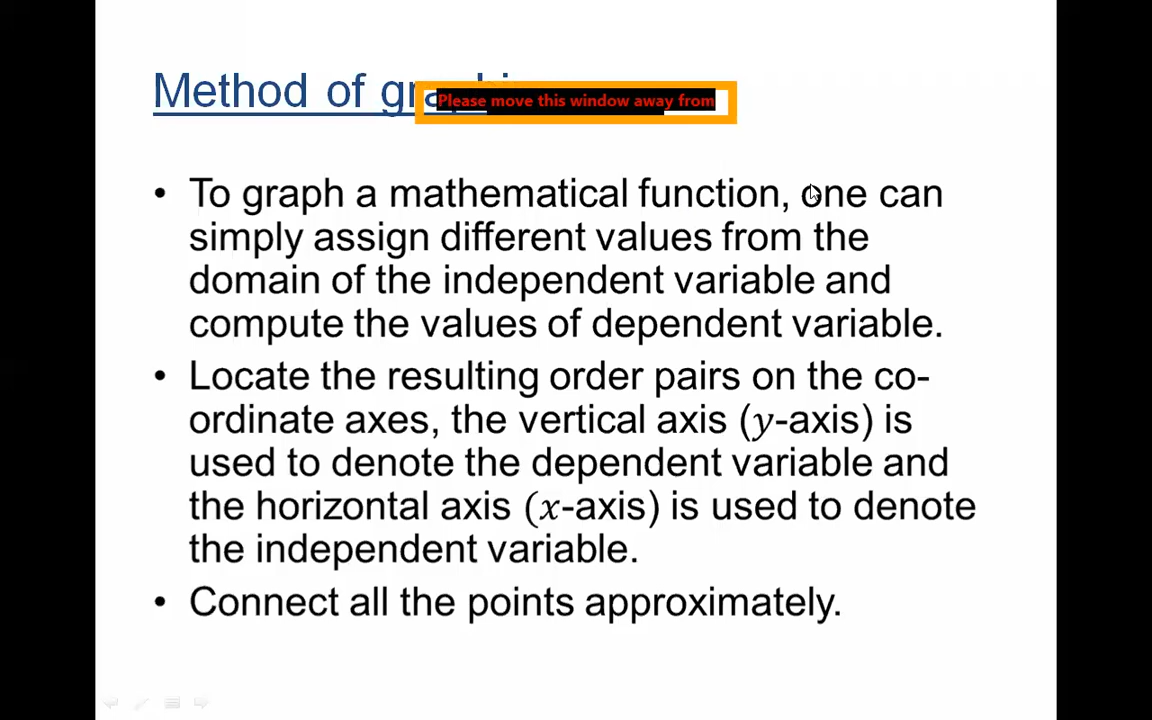 Method of
Please move this window away from
• To graph a mathematical function, one can
simply assign different values from the
domain of the independent variable and
compute the values of dependent variable.
• Locate the resulting order pairs on the co-
ordinate axes, the vertical axis (y-axis) is
used to denote the dependent variable and
the horizontal axis (x-axis) is used to denote
the independent variable.
• Connect all the points approximately.